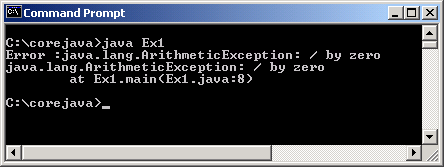 Command Prompt
C:\corejava>java Ex1
Error :java.lang.ArithmeticException: / by zero
java.lang.ArithmeticException: / by zero
        at Ex1.main(Ex1.java:8)
C:\corejava>_